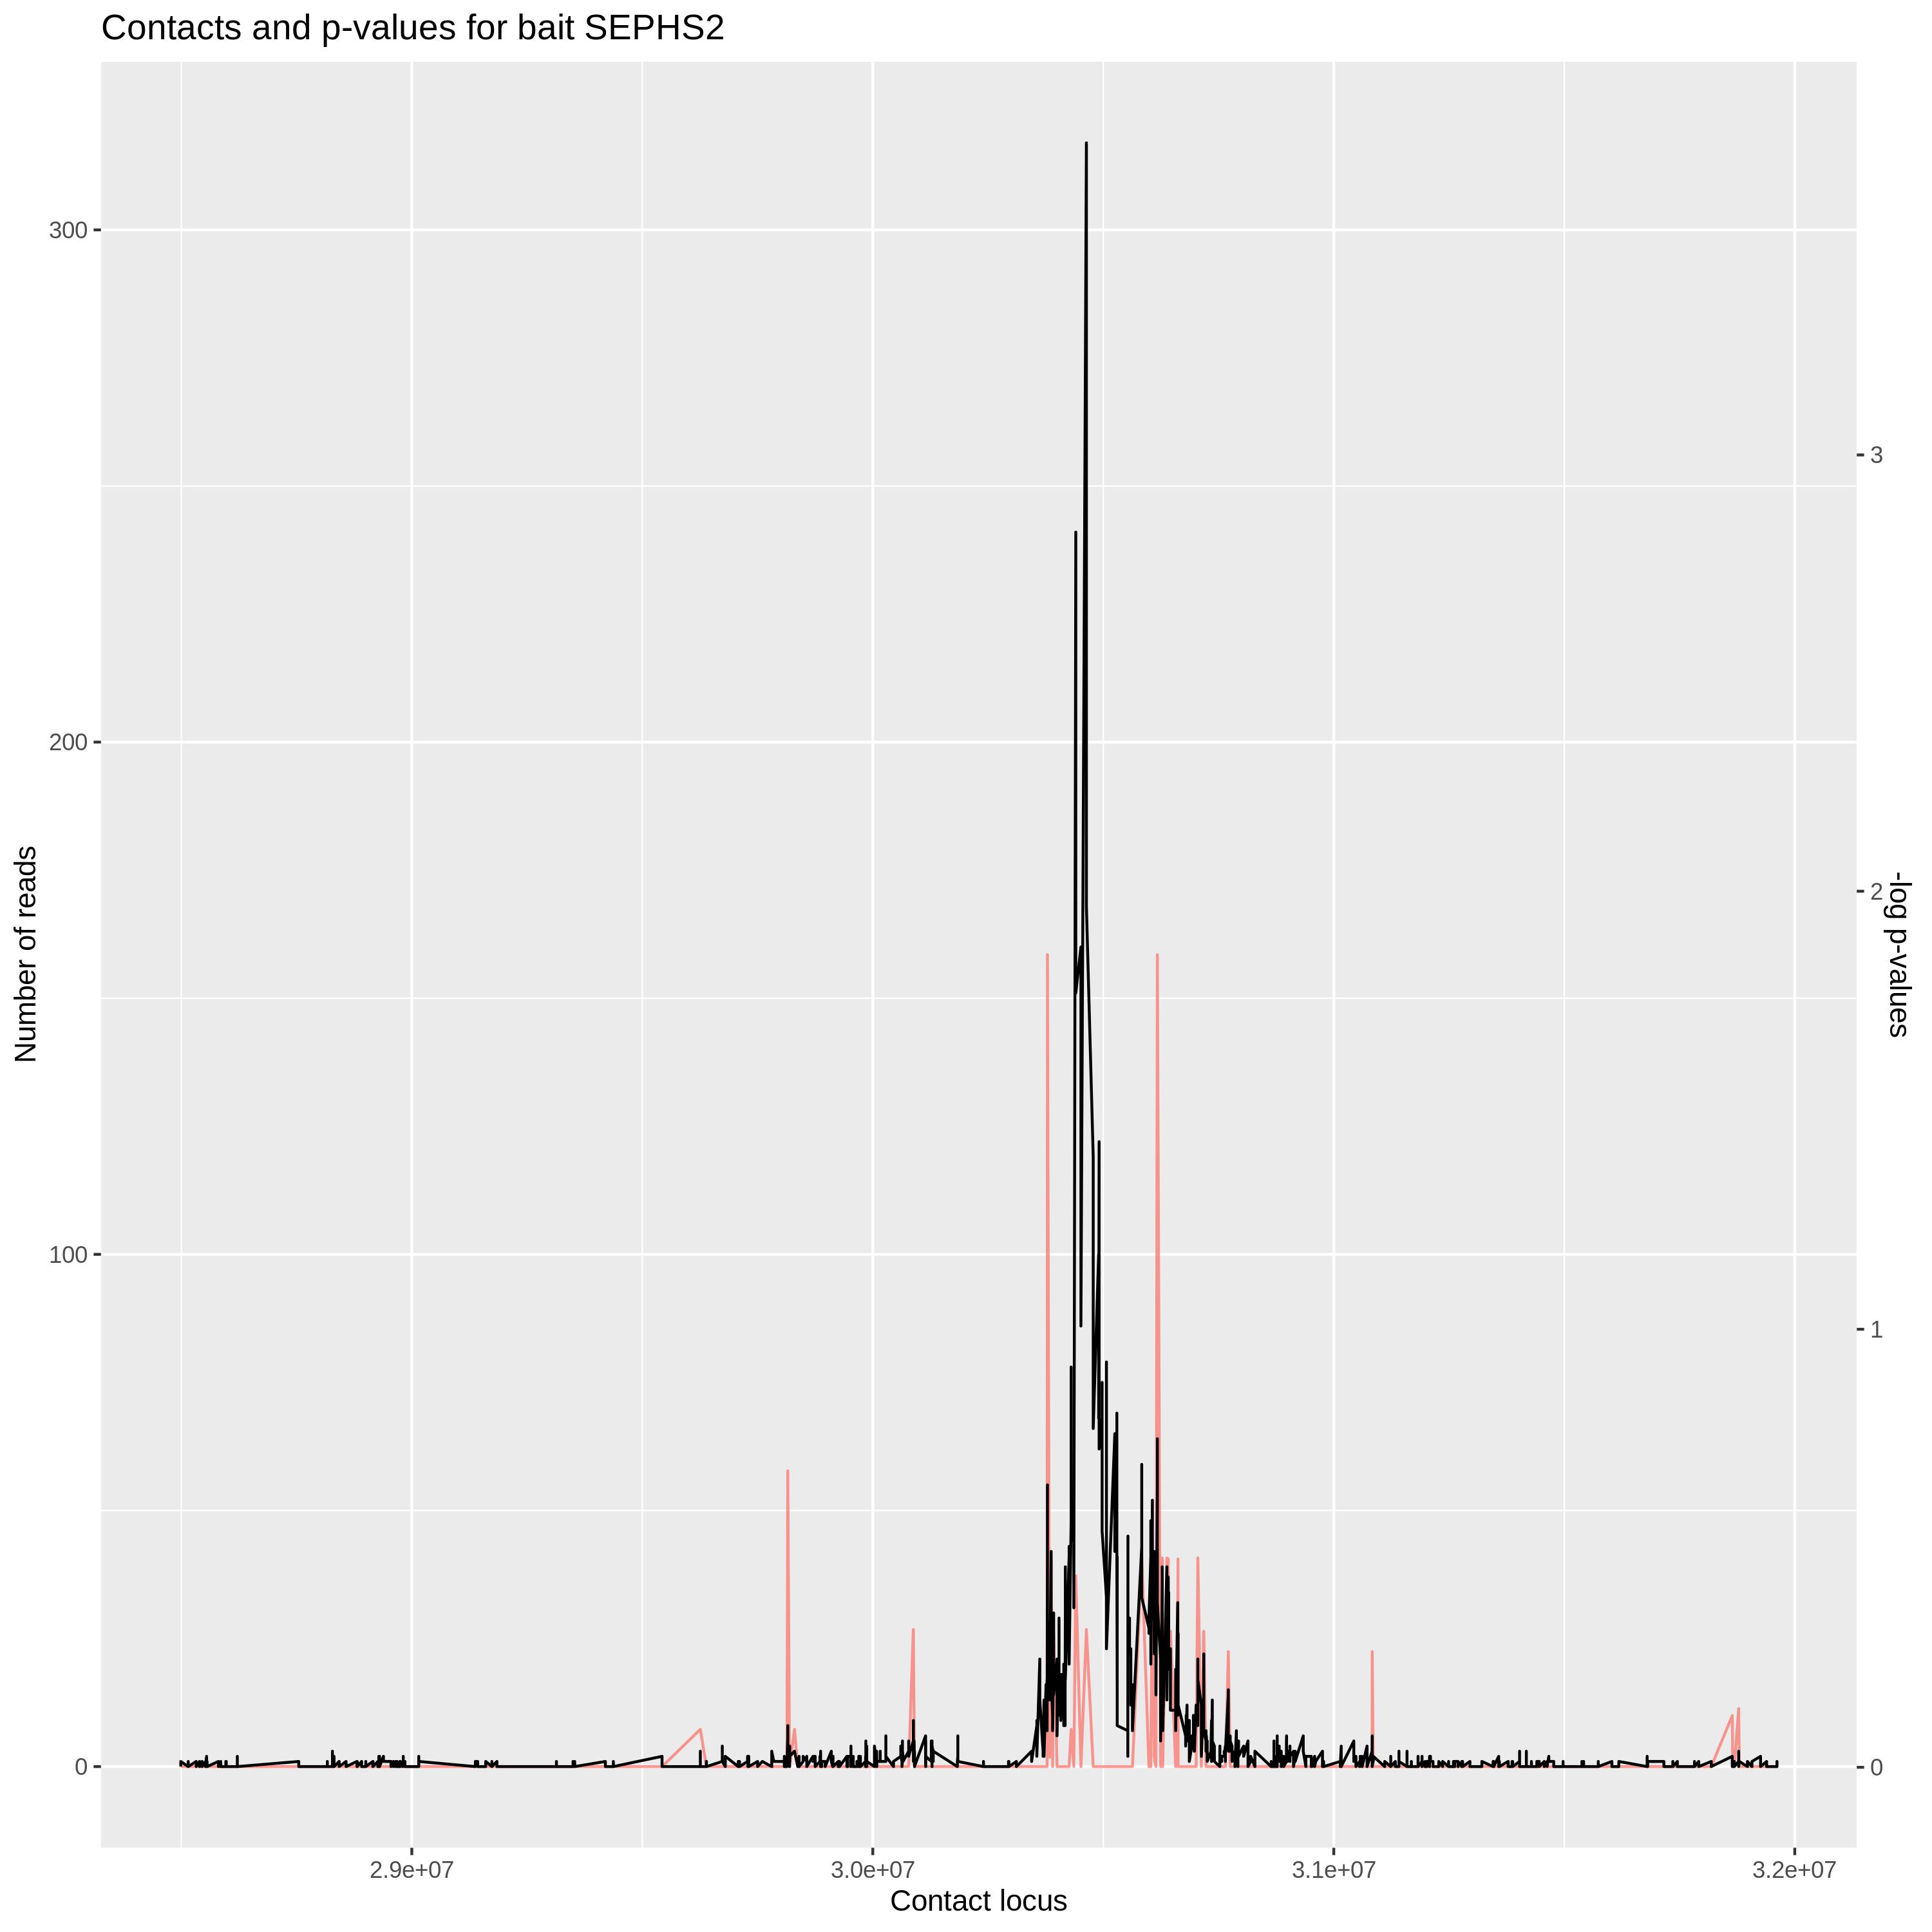 Contacts and p-values for bait SEPHS2
300
200
100
0
Number of reads
3
2
1
0
-log p-values
2.9e+07
3.0e+07
3.1e+07
3.2e+07
Contact locus